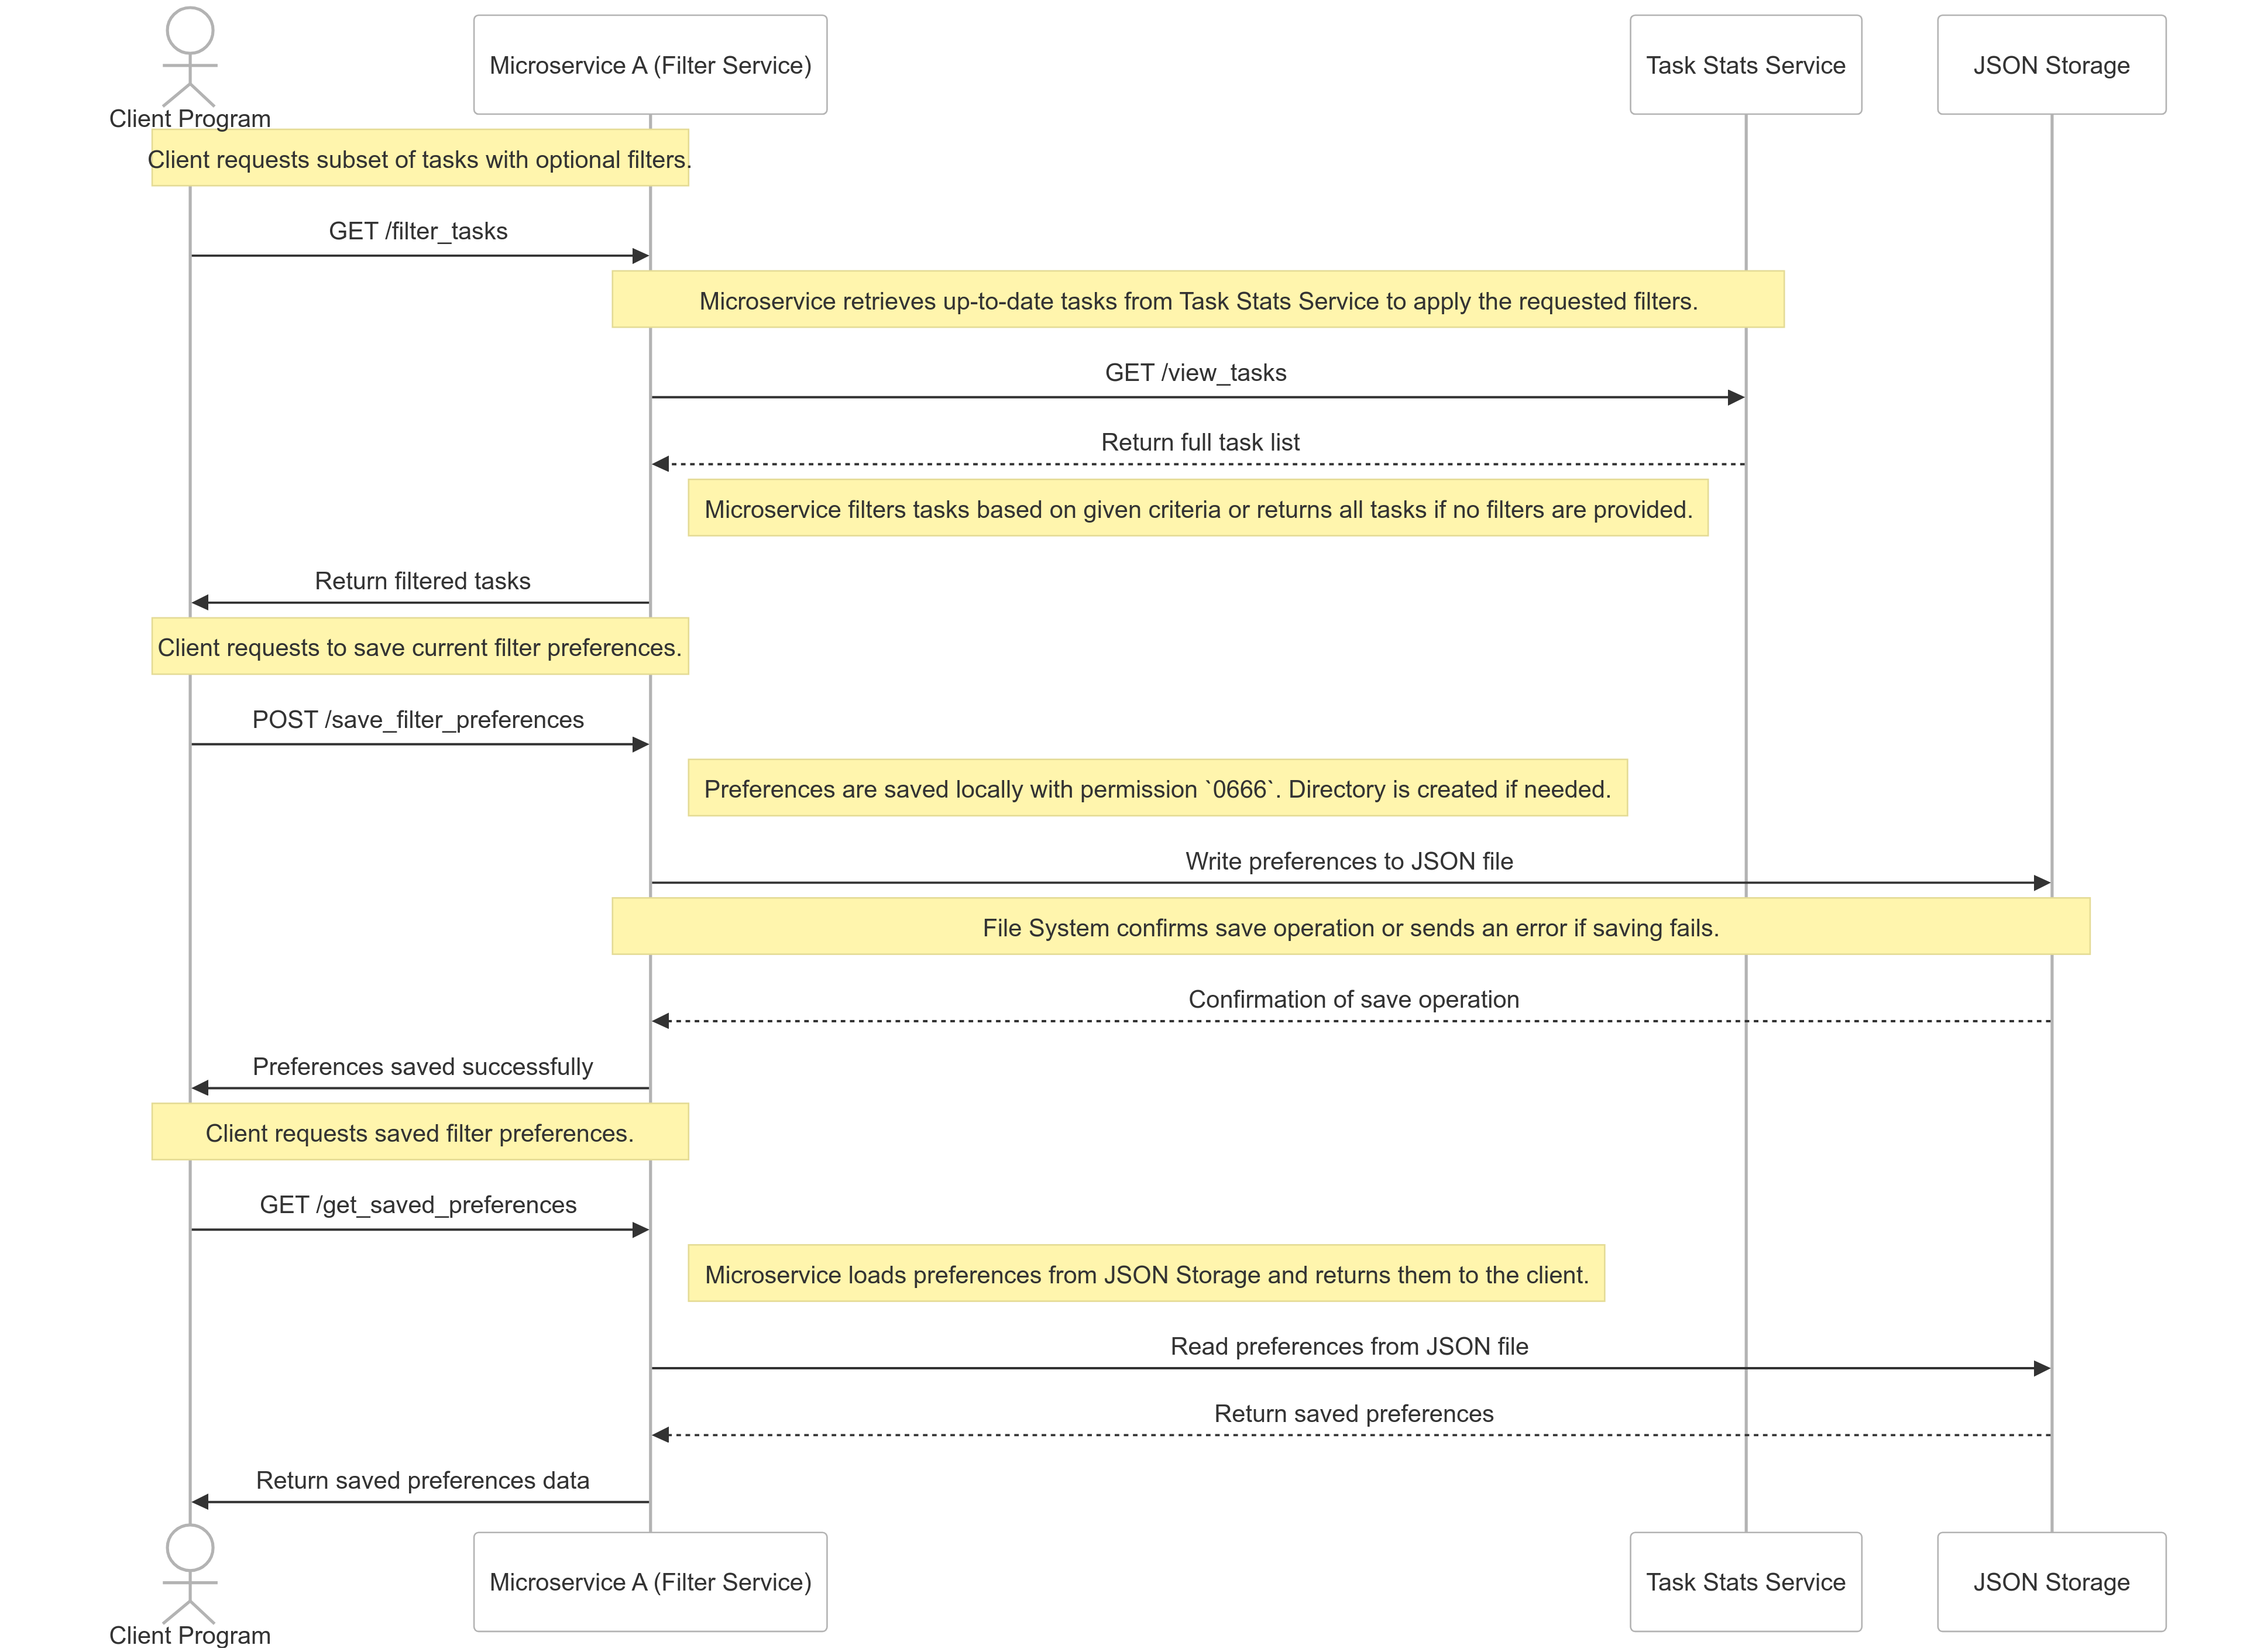 Client Program
Microservice A (Filter Service)
Task Stats Service
JSON Storage
Client requests subset of tasks with optional filters.
GET /filter_tasks
Microservice retrieves up-to-date tasks from Task Stats Service to apply the requested filters.
GET /view_tasks
Return full task list
Microservice filters tasks based on given criteria or returns all tasks if no filters are provided.
Return filtered tasks
Client requests to save current filter preferences.
POST /save_filter_preferences
Preferences are saved locally with permission `0666`. Directory is created if needed.
Write preferences to JSON file
File System confirms save operation or sends an error if saving fails.
Confirmation of save operation
Preferences saved successfully
Client requests saved filter preferences.
GET /get_saved_preferences
Microservice loads preferences from JSON Storage and returns them to the client.
Read preferences from JSON file
Return saved preferences
Return saved preferences data
Microservice A (Filter Service)
Task Stats Service
JSON Storage
Client Program